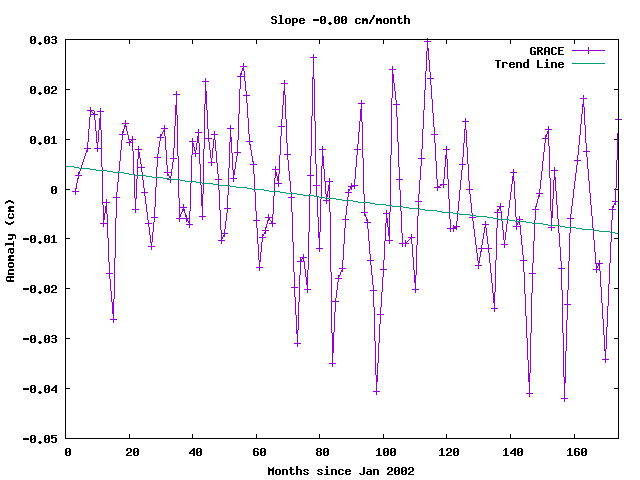 Slope -0.00 cm/month
GRACE
Trend Line
0.03
0.02
0.01
0
-0.01
-0.02
-0.03
-0.04
-0.05
Anomaly (cm)
0 20 40 60 80 100 120 140 160
Months since Jan 2002